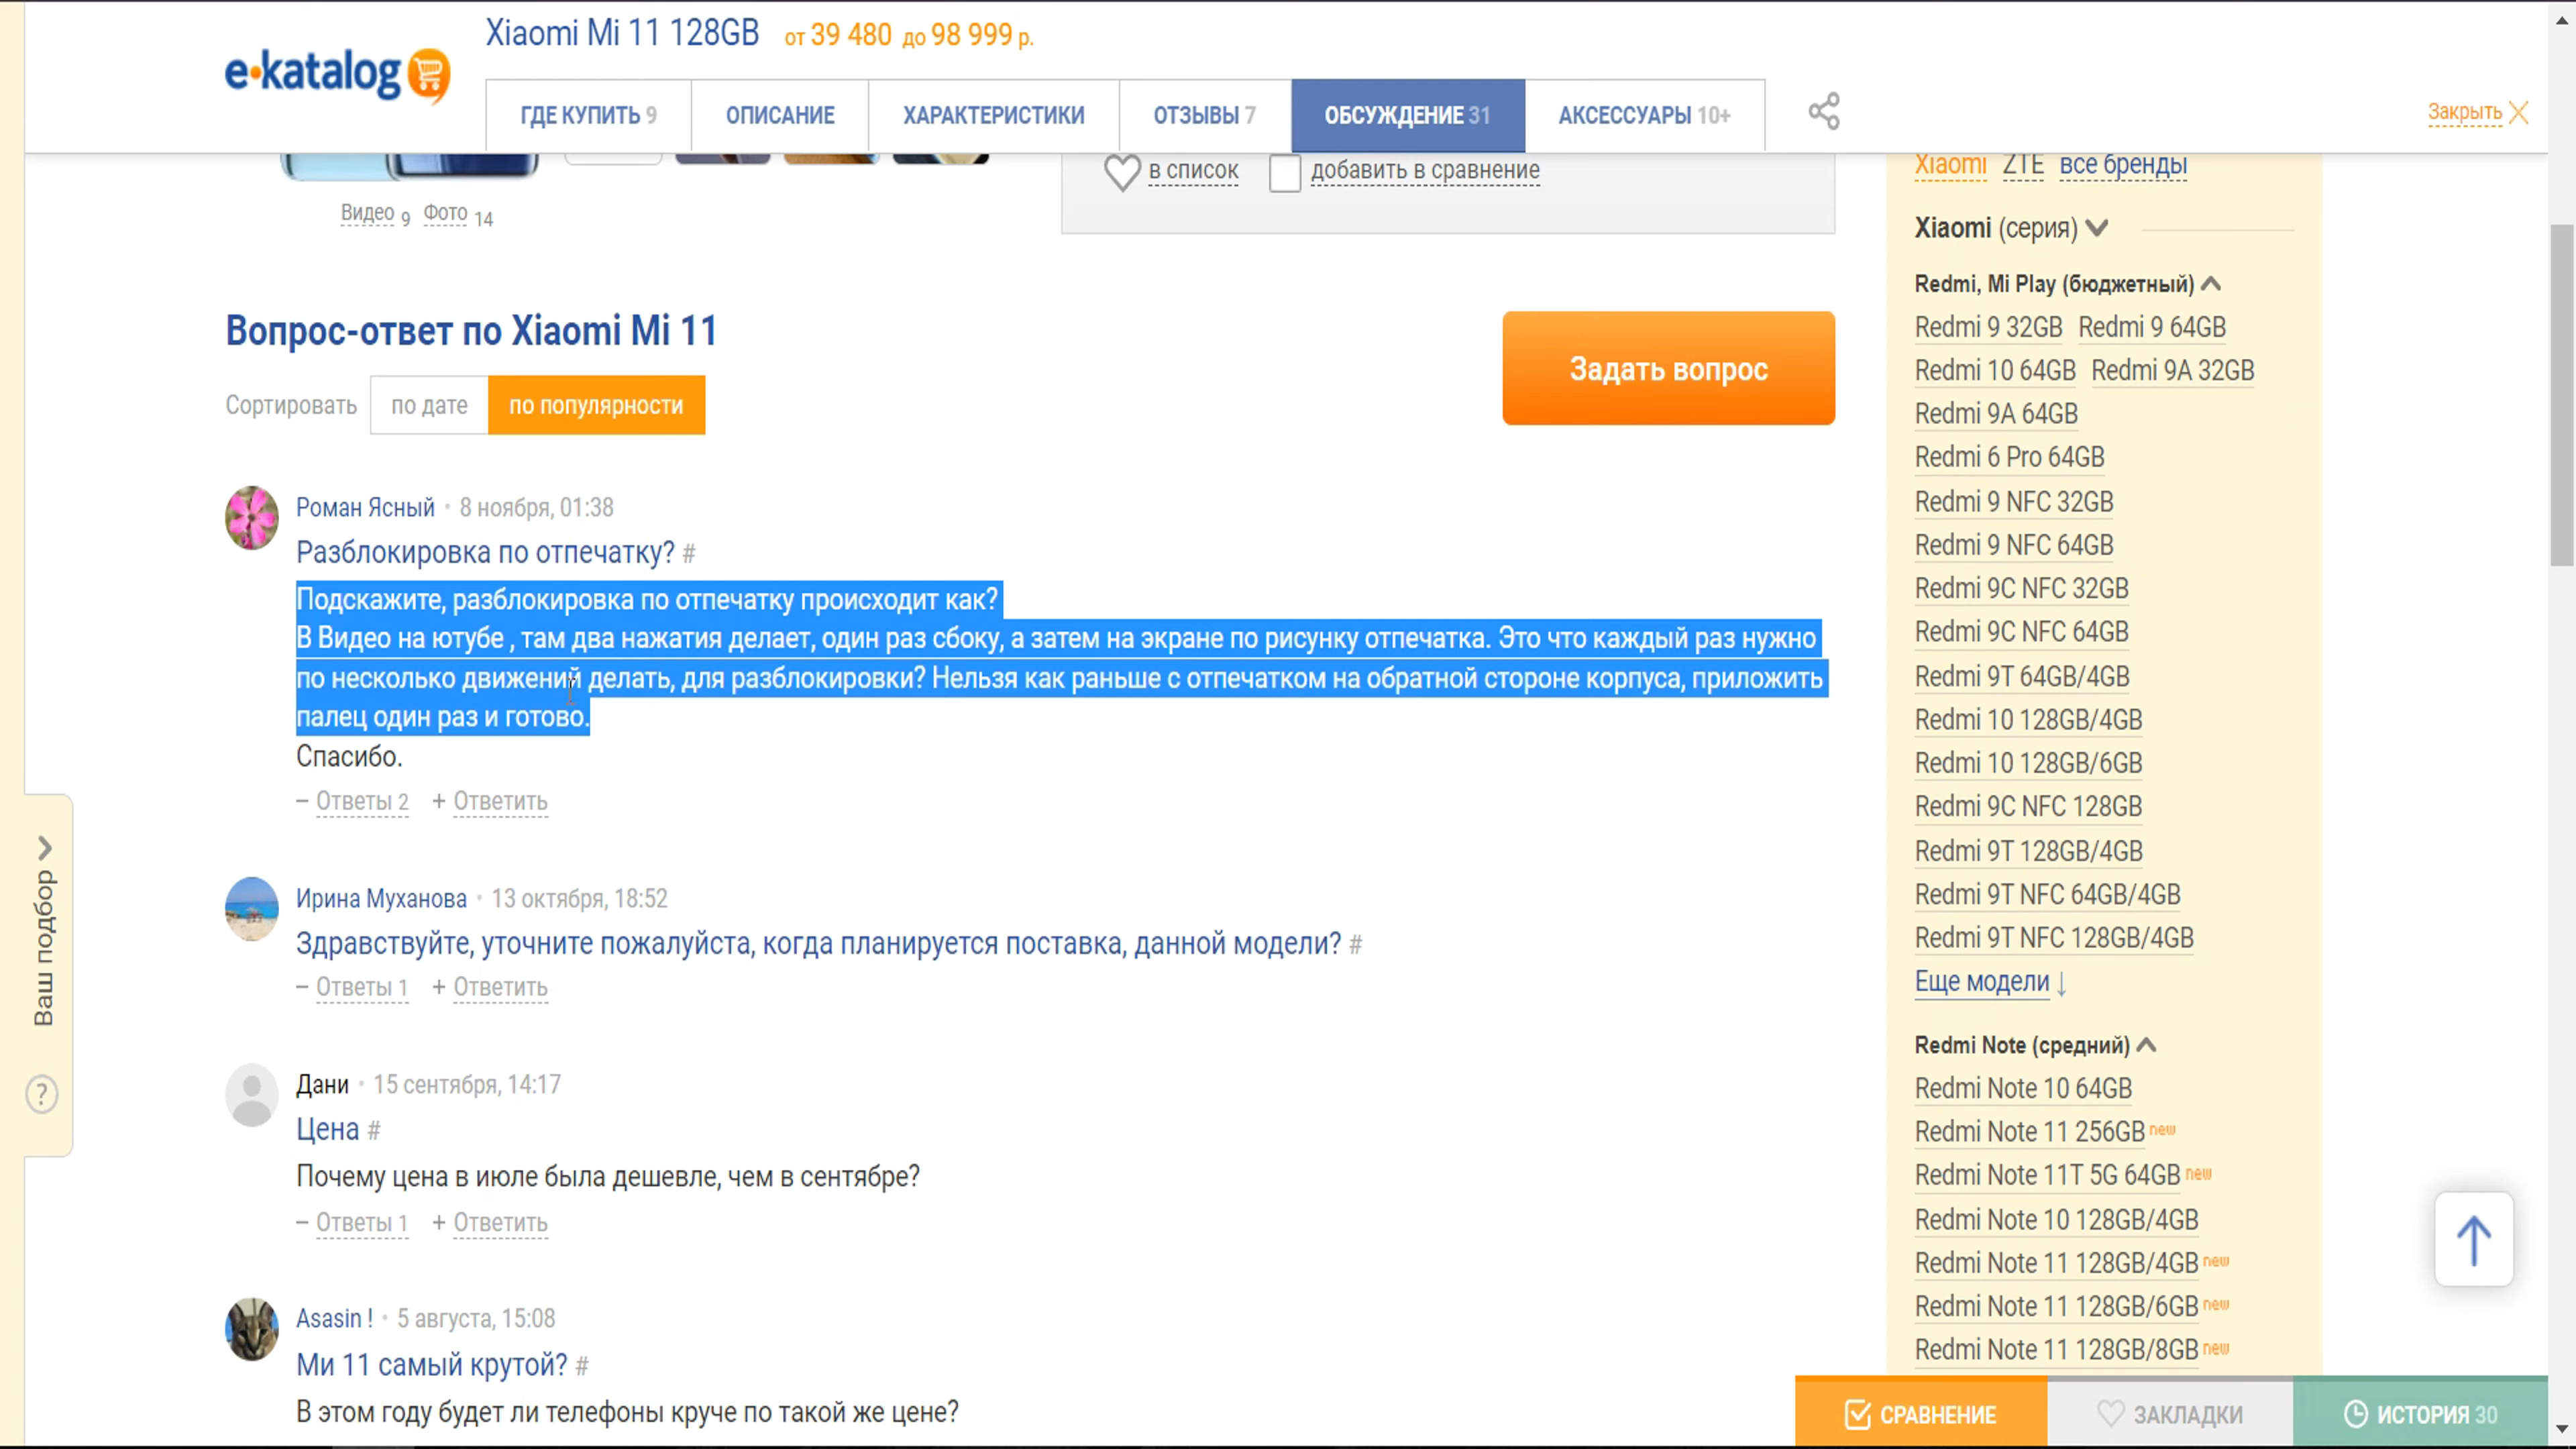 Xiaomi Mi 11 128GB от 39 480 до 98 999 р.
e•katalog
ГДЕ КУПИТЬ 9
ОПИСАНИЕ
ХАРАКТЕРИСТИКИ
ОТЗЫВЫ 7
ОБСУЖДЕНИЕ 31
АКСЕССУАРЫ 10+
Закрыть
Видео 9 Фото 14
в список
добавить в сравнение
Вопрос-ответ по Xiaomi Mi 11
Задать вопрос
Сортировать по дате по популярности
Роман Ясный • 8 ноября, 01:38
Разблокировка по отпечатку? #
Подскажите, разблокировка по отпечатку происходит как?
В Видео на ютубе , там два нажатия делает, один раз сбоку, а затем на экране по рисунку отпечатка. Это что каждый раз нужно
по несколько движений делать, для разблокировки? Нельзя как раньше с отпечатком на обратной стороне корпуса, приложить
палец один раз и готово.
Спасибо.
– Ответы 2 + Ответить
Ирина Муханова • 13 октября, 18:52
Здравствуйте, уточните пожалуйста, когда планируется поставка, данной модели? #
– Ответы 1 + Ответить
Дани • 15 сентября, 14:17
Цена #
Почему цена в июле была дешевле, чем в сентябре?
– Ответы 1 + Ответить
Asasin ! • 5 августа, 15:08
Ми 11 самый крутой? #
В этом году будет ли телефоны круче по такой же цене?
Ваш подбор
?
Xiaomi ZTE все бренды
Xiaomi (серия)
Redmi, Mi Play (бюджетный)
Redmi 9 32GB Redmi 9 64GB
Redmi 10 64GB Redmi 9A 32GB
Redmi 9A 64GB
Redmi 6 Pro 64GB
Redmi 9 NFC 32GB
Redmi 9 NFC 64GB
Redmi 9C NFC 32GB
Redmi 9C NFC 64GB
Redmi 9T 64GB/4GB
Redmi 10 128GB/4GB
Redmi 10 128GB/6GB
Redmi 9C NFC 128GB
Redmi 9T 128GB/4GB
Redmi 9T NFC 64GB/4GB
Redmi 9T NFC 128GB/4GB
Еще модели ↓
Redmi Note (средний)
Redmi Note 10 64GB
Redmi Note 11 256GB new
Redmi Note 11T 5G 64GB new
Redmi Note 10 128GB/4GB
Redmi Note 11 128GB/4GB new
Redmi Note 11 128GB/6GB new
Redmi Note 11 128GB/8GB new
СРАВНЕНИЕ
ЗАКЛАДКИ
ИСТОРИЯ 30